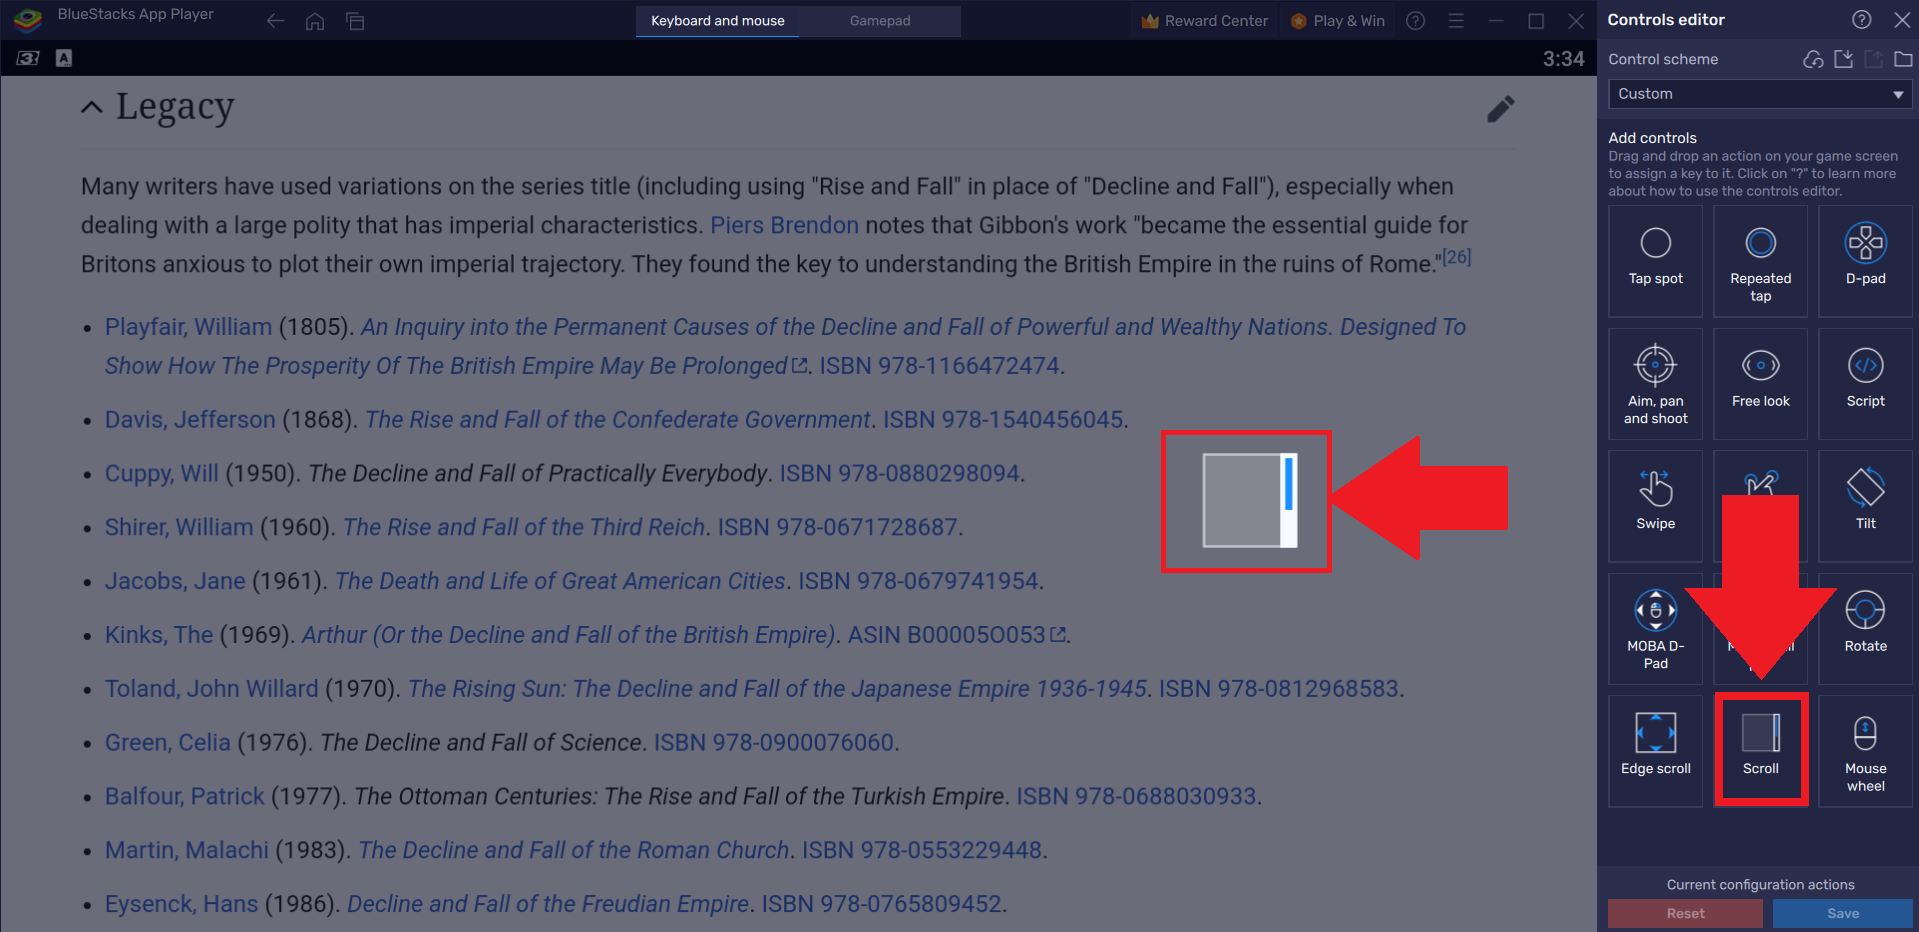 BlueStacks App Player
Keyboard and mouse
Gamepad
Reward Center
Play & Win
Controls editor
3:34
Control scheme
Custom
Legacy
Many writers have used variations on the series title (including using "Rise and Fall" in place of "Decline and Fall"), especially when
dealing with a large polity that has imperial characteristics. Piers Brendon notes that Gibbon's work "became the essential guide for
Britons anxious to plot their own imperial trajectory. They found the key to understanding the British Empire in the ruins of Rome."[26]
• Playfair, William (1805). An Inquiry into the Permanent Causes of the Decline and Fall of Powerful and Wealthy Nations. Designed To
Show How The Prosperity Of The British Empire May Be Prolonged. ISBN 978-1166472474.
• Davis, Jefferson (1868). The Rise and Fall of the Confederate Government. ISBN 978-1540456045.
• Cuppy, Will (1950). The Decline and Fall of Practically Everybody. ISBN 978-0880298094.
• Shirer, William (1960). The Rise and Fall of the Third Reich. ISBN 978-0671728687.
• Jacobs, Jane (1961). The Death and Life of Great American Cities. ISBN 978-0679741954.
• Kinks, The (1969). Arthur (Or the Decline and Fall of the British Empire). ASIN B00005O053.
• Toland, John Willard (1970). The Rising Sun: The Decline and Fall of the Japanese Empire 1936-1945. ISBN 978-0812968583.
• Green, Celia (1976). The Decline and Fall of Science. ISBN 978-0900076060.
• Balfour, Patrick (1977). The Ottoman Centuries: The Rise and Fall of the Turkish Empire. ISBN 978-0688030933.
• Martin, Malachi (1983). The Decline and Fall of the Roman Church. ISBN 978-0553229448.
• Eysenck, Hans (1986). Decline and Fall of the Freudian Empire. ISBN 978-0765809452.
Add controls
Drag and drop an action on your game screen
to assign a key to it. Click on "?" to learn more
about how to use the controls editor.
Tap spot
Repeated
tap
D-pad
Aim, pan
and shoot
Free look
Script
Swipe
Tilt
MOBA D-
Pad
Rotate
Edge scroll
Scroll
Mouse
wheel
Current configuration actions
Reset
Save